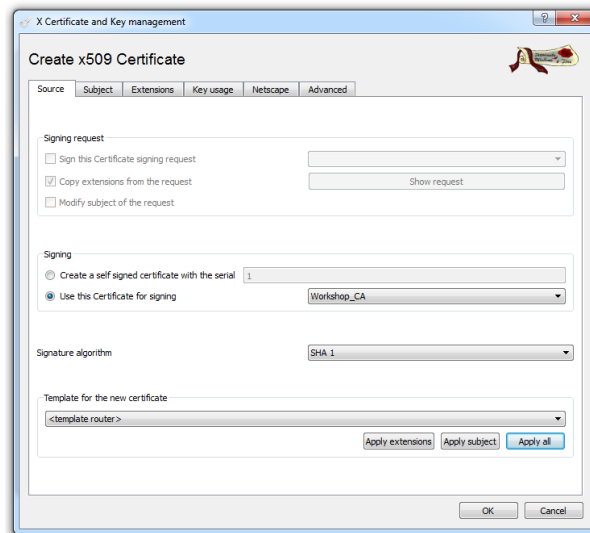 X Certificate and Key management
Create x509 Certificate
Source Subject Extensions Key usage Netscape Advanced
Signing request
Sign this Certificate signing request
Copy extensions from the request Show request
Modify subject of the request
Signing
Create a self signed certificate with the serial 1
Use this Certificate for signing Workshop_CA
Signature algorithm SHA 1
Template for the new certificate
<template router>
Apply extensions Apply subject Apply all
OK Cancel